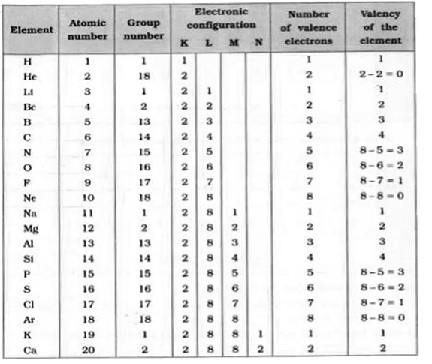 Element Atomic number Group number Electronic configuration Number of valence electrons Valency of the element
K L M N
H 1 1 1 1 1
He 2 18 2 2 2-2=0
Li 3 1 2 1 1 1
Be 4 2 2 2 2 2
B 5 13 2 3 3 3
C 6 14 2 4 4 4
N 7 15 2 5 5 8-5=3
O 8 16 2 6 6 8-6=2
F 9 17 2 7 7 8-7=1
Ne 10 18 2 8 8 8-8=0
Na 11 1 2 8 1 1 1
Mg 12 2 2 8 2 2 2
Al 13 13 2 8 3 3 3
Si 14 14 2 8 4 4 4
P 15 15 2 8 5 5 8-5=3
S 16 16 2 8 6 6 8-6=2
Cl 17 17 2 8 7 7 8-7=1
Ar 18 18 2 8 8 8 8-8=0
K 19 1 2 8 8 1 1 1
Ca 20 2 2 8 8 2 2 2